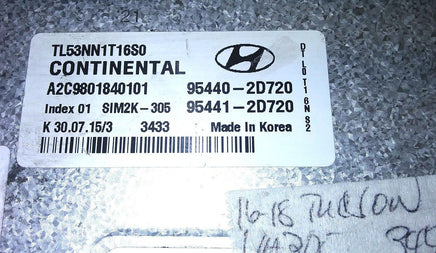 TL53NN1T16S0
CONTINENTAL
A2C9801840101 95440-2D720
Index 01 SIM2K-305 95441-2D720
K 30.07.15/3 3433 Made in Korea
DTL0T16NS2
16-18 TUCSON